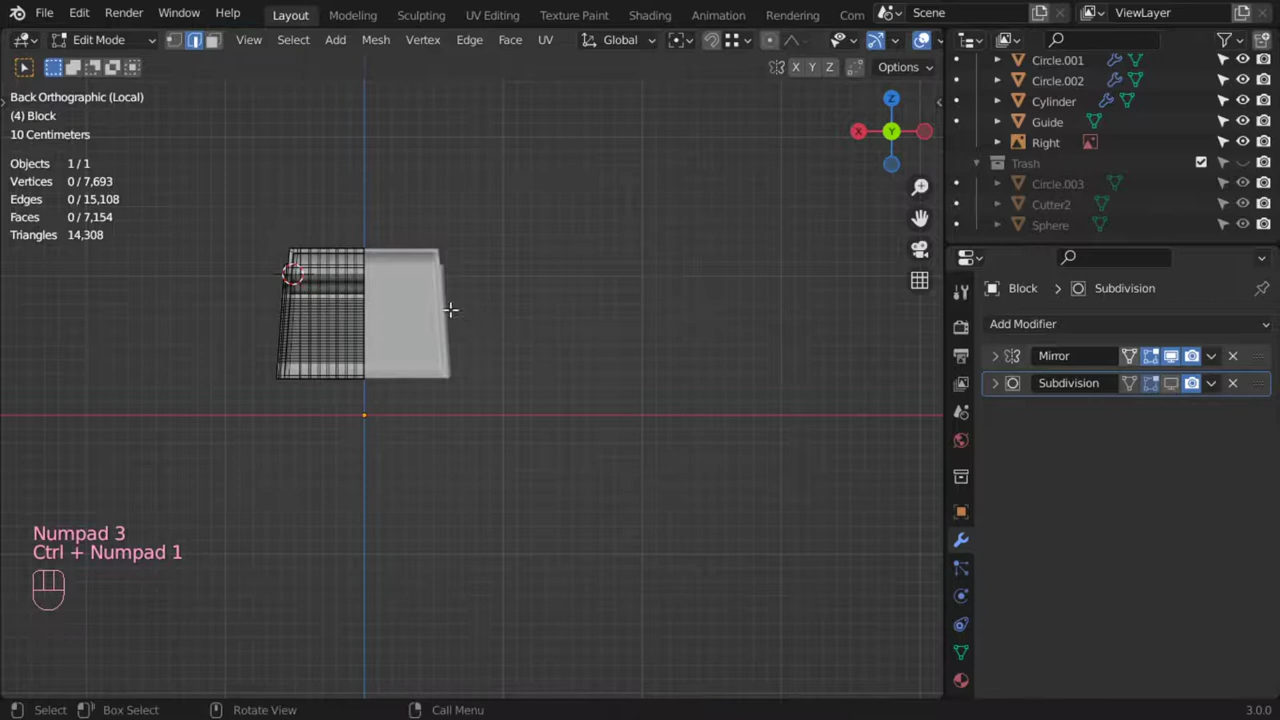 File Edit Render Window Help Layout Modeling Sculpting UV Editing Texture Paint Shading Animation Rendering Com Scene ViewLayer
Edit Mode View Select Add Mesh Vertex Edge Face UV Global
X Y Z Options
Back Orthographic (Local)
(4) Block
10 Centimeters
Objects 1 / 1
Vertices 0 / 7,693
Edges 0 / 15,108
Faces 0 / 7,154
Triangles 14,308
Z
X Y
Numpad 3
Ctrl + Numpad 1
Circle.001
Circle.002
Cylinder
Guide
Right
Trash
Circle.003
Cutter2
Sphere
Block > Subdivision
Add Modifier
Mirror
Subdivision
Select Box Select Rotate View Call Menu 3.0.0